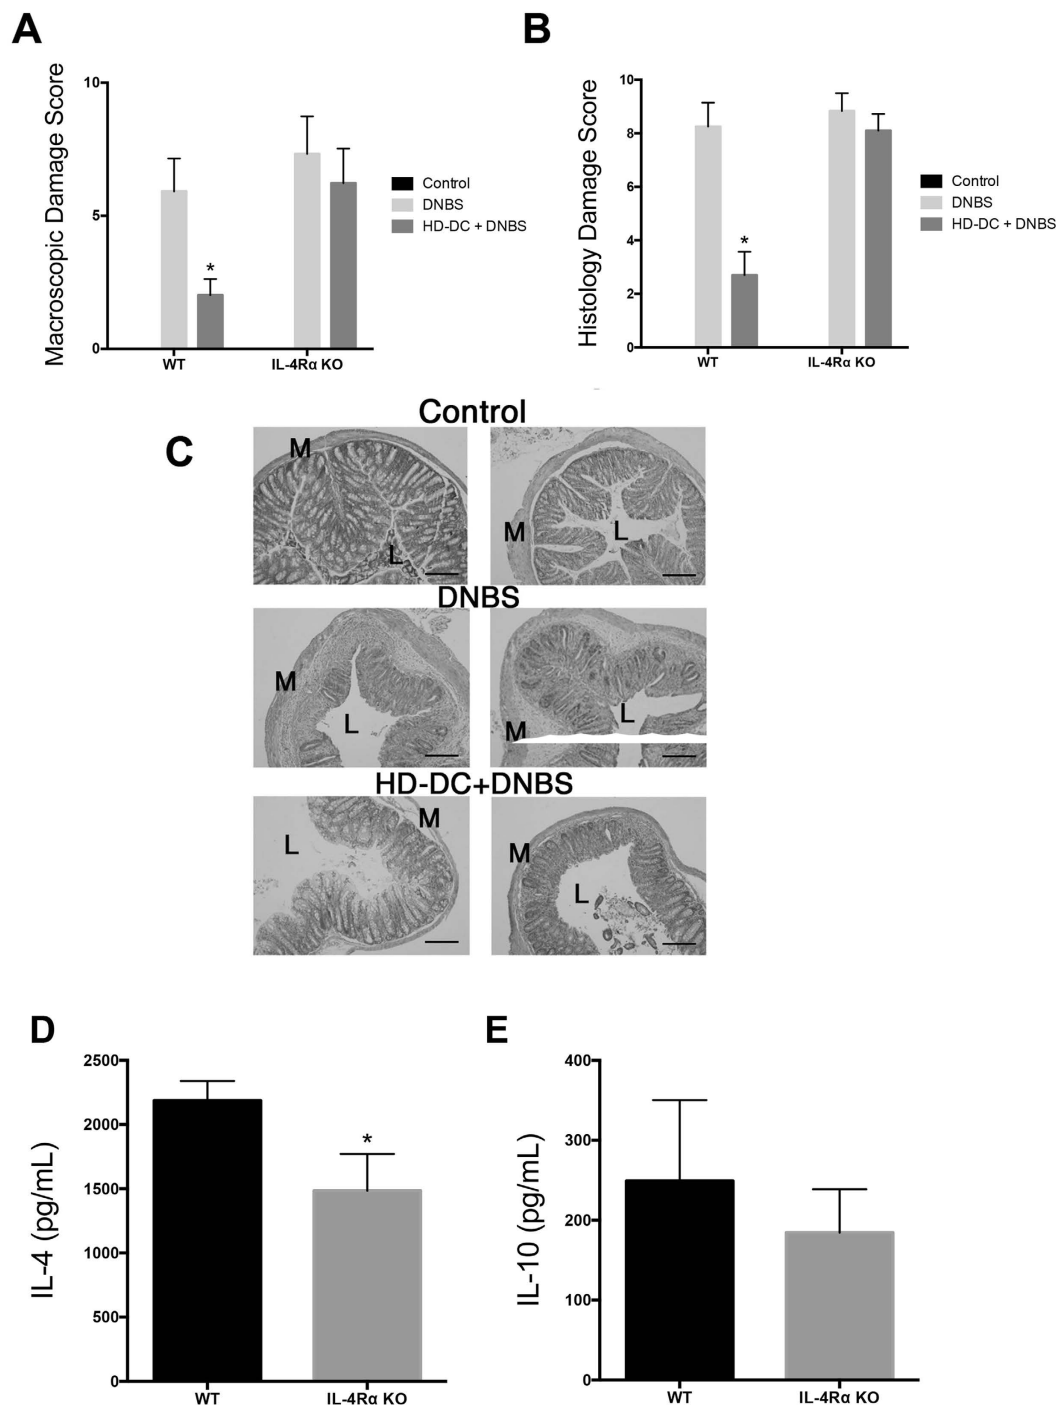 A
Macroscopic Damage Score
10
5
0
WT
IL-4Rα KO
Control
DNBS
HD-DC + DNBS
*
B
Histology Damage Score
10
8
6
4
2
0
WT
IL-4Rα KO
Control
DNBS
HD-DC + DNBS
*
C
Control
M
L
M
L
DNBS
M
L
M
L
HD-DC+DNBS
M
L
M
L
D
IL-4 (pg/mL)
2500
2000
1500
1000
500
0
*
WT
IL-4Rα KO
E
IL-10 (pg/mL)
400
300
200
100
0
WT
IL-4Rα KO